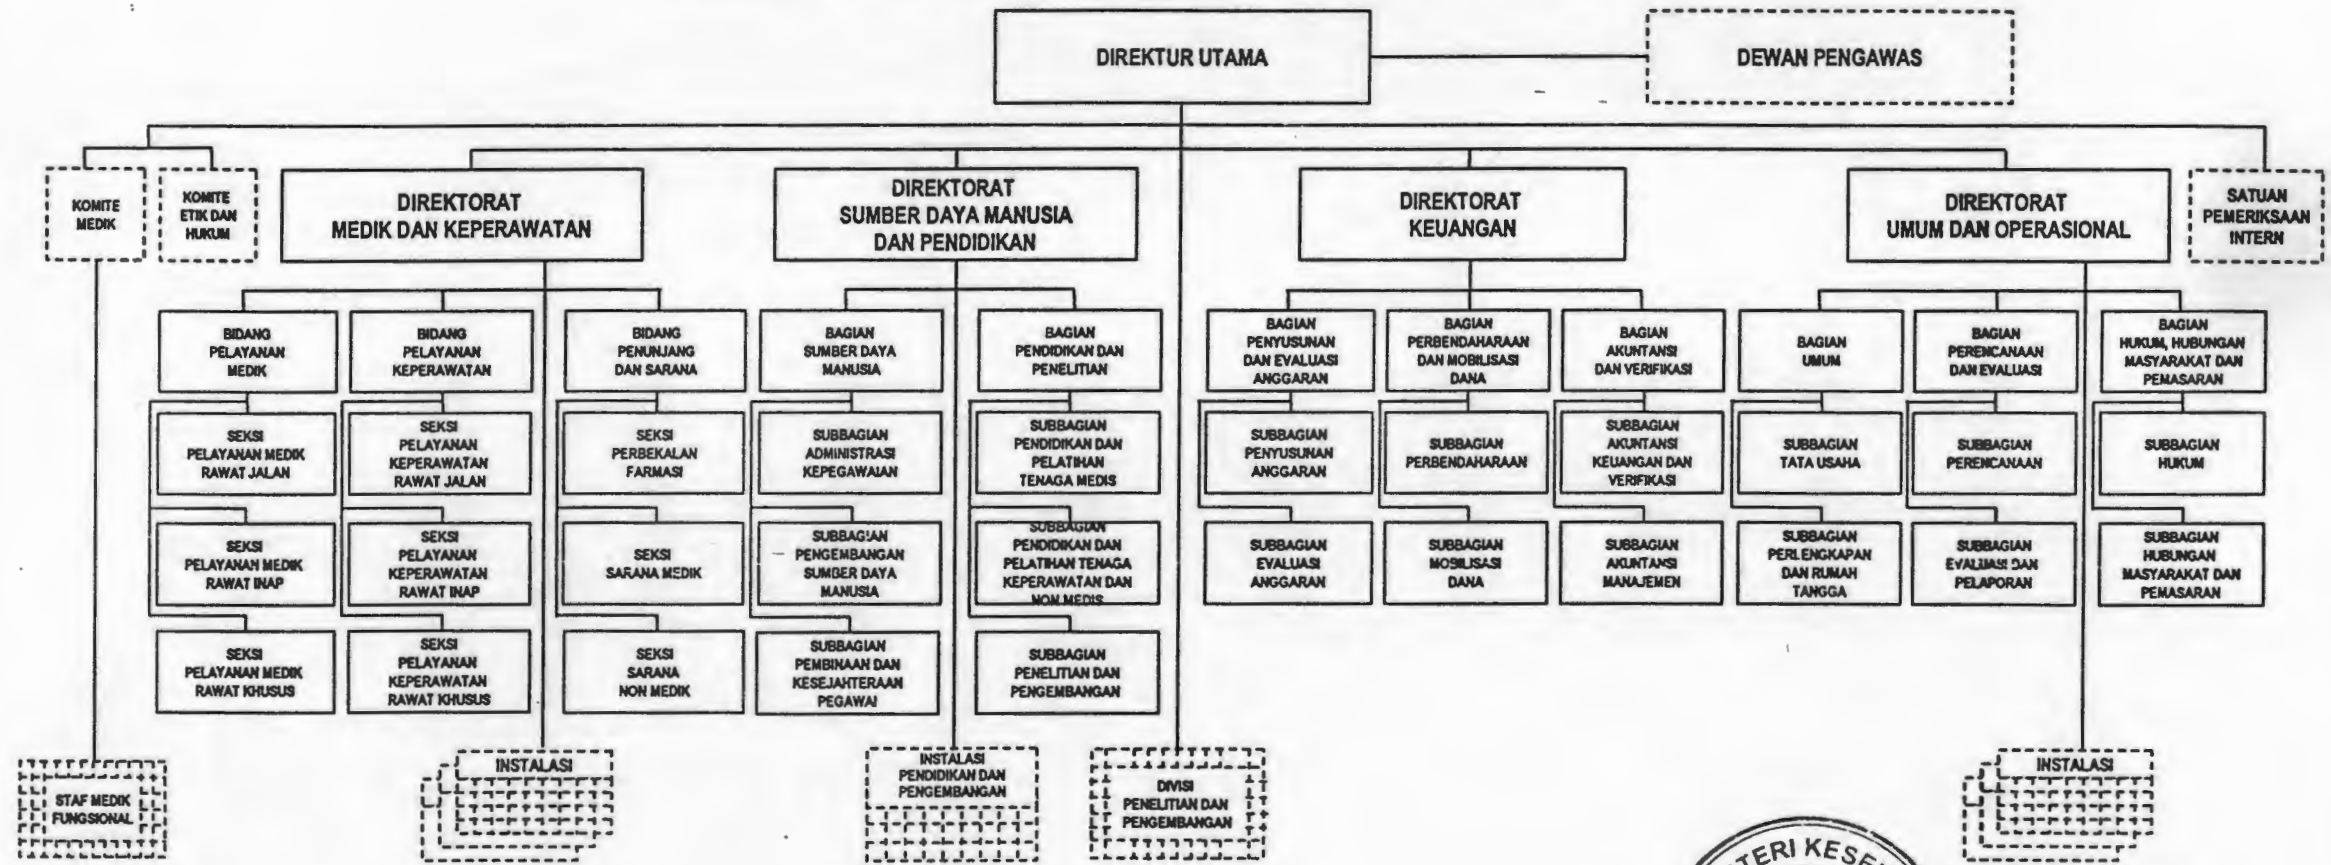 DIREKTUR UTAMA
DEWAN PENGAWAS
KOMITE
MEDIK
KOMITE
ETIK DAN
HUKUM
DIREKTORAT
MEDIK DAN KEPERAWATAN
DIREKTORAT
SUMBER DAYA MANUSIA
DAN PENDIDIKAN
DIREKTORAT
KEUANGAN
DIREKTORAT
UMUM DAN OPERASIONAL
SATUAN
PEMERIKSAAN
INTERN
BIDANG
PELAYANAN
MEDIK
BIDANG
PELAYANAN
KEPERAWATAN
BIDANG
PENUNJANG
DAN SARANA
BAGIAN
SUMBER DAYA
MANUSIA
BAGIAN
PENDIDIKAN DAN
PENELITIAN
BAGIAN
PENYUSUNAN
DAN EVALUASI
ANGGARAN
BAGIAN
PERBENDAHARAAN
DAN MOBILISASI
DANA
BAGIAN
AKUNTANSI
DAN VERIFIKASI
BAGIAN
UMUM
BAGIAN
PERENCANAAN
DAN EVALUASI
BAGIAN
HUKUM, HUBUNGAN
MASYARAKAT DAN
PEMASARAN
SEKSI
PELAYANAN MEDIK
RAWAT JALAN
SEKSI
PELAYANAN
KEPERAWATAN
RAWAT JALAN
SEKSI
PERBEKALAN
FARMASI
SUBBAGIAN
ADMINISTRASI
KEPEGAWAIAN
SUBBAGIAN
PENDIDIKAN DAN
PELATIHAN
TENAGA MEDIS
SUBBAGIAN
PENYUSUNAN
ANGGARAN
SUBBAGIAN
PERBENDAHARAAN
SUBBAGIAN
AKUNTANSI
KEUANGAN DAN
VERIFIKASI
SUBBAGIAN
TATA USAHA
SUBBAGIAN
PERENCANAAN
SUBBAGIAN
HUKUM
SEKSI
PELAYANAN MEDIK
RAWAT INAP
SEKSI
PELAYANAN
KEPERAWATAN
RAWAT INAP
SEKSI
SARANA MEDIK
SUBBAGIAN
PENGEMBANGAN
SUMBER DAYA
MANUSIA
SUBBAGIAN
PENDIDIKAN DAN
PELATIHAN TENAGA
KEPERAWATAN DAN
NON MEDIS
SUBBAGIAN
EVALUASI
ANGGARAN
SUBBAGIAN
MOBILISASI
DANA
SUBBAGIAN
AKUNTANSI
MANAJEMEN
SUBBAGIAN
PERLENGKAPAN
DAN RUMAH
TANGGA
SUBBAGIAN
EVALUASI DAN
PELAPORAN
SUBBAGIAN
HUBUNGAN
MASYARAKAT DAN
PEMASARAN
SEKSI
PELAYANAN MEDIK
RAWAT KHUSUS
SEKSI
PELAYANAN
KEPERAWATAN
RAWAT KHUSUS
SEKSI
SARANA
NON MEDIK
SUBBAGIAN
PEMBINAAN DAN
KESEJAHTERAAN
PEGAWAI
SUBBAGIAN
PENELITIAN DAN
PENGEMBANGAN
STAF MEDIK
FUNGSIONAL
INSTALASI
INSTALASI
PENDIDIKAN DAN
PENGEMBANGAN
DIVISI
PENELITIAN DAN
PENGEMBANGAN
INSTALASI